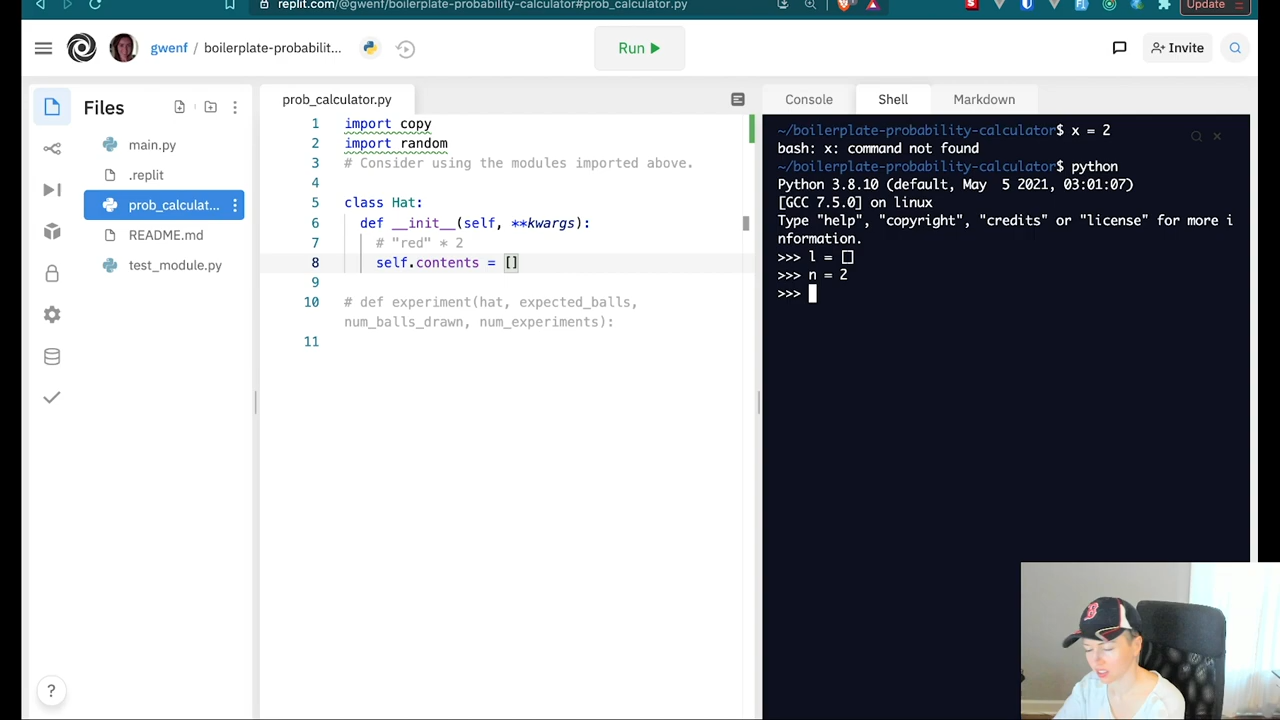 replit.com/@gwenf/boilerplate-probability-calculator#prob_calculator.py
Update
gwenf / boilerplate-probabilit...
Run
Invite
Files
main.py
.replit
prob_calculat...
README.md
test_module.py
prob_calculator.py
1 import copy
2 import random
3 # Consider using the modules imported above.
4
5 class Hat:
6 def __init__(self, **kwargs):
7 # "red" * 2
8 self.contents = []
9
10 # def experiment(hat, expected_balls,
num_balls_drawn, num_experiments):
11
Console Shell Markdown
~/boilerplate-probability-calculator$ x = 2
bash: x: command not found
~/boilerplate-probability-calculator$ python
Python 3.8.10 (default, May  5 2021, 03:01:07)
[GCC 7.5.0] on linux
Type "help", "copyright", "credits" or "license" for more i
nformation.
>>> l = []
>>> n = 2
>>>
?
B